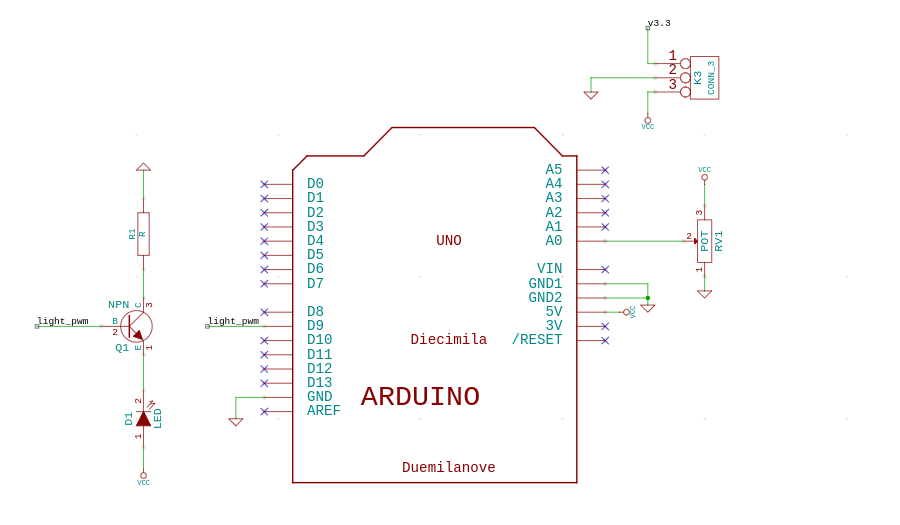 v3.3
1
2
3
K3
CONN_3
VCC
D0
D1
D2
D3
D4
D5
D6
D7
D8
D9
D10
D11
D12
D13
GND
AREF
A5
A4
A3
A2
A1
A0
VIN
GND1
GND2
5V
3V
/RESET
UNO
Diecimila
ARDUINO
Duemilanove
VCC
VCC
3
2
1
POT
RV1
R1
R
NPN
C
3
B
2
E
1
Q1
light_pwm
light_pwm
2
1
D1
LED
VCC